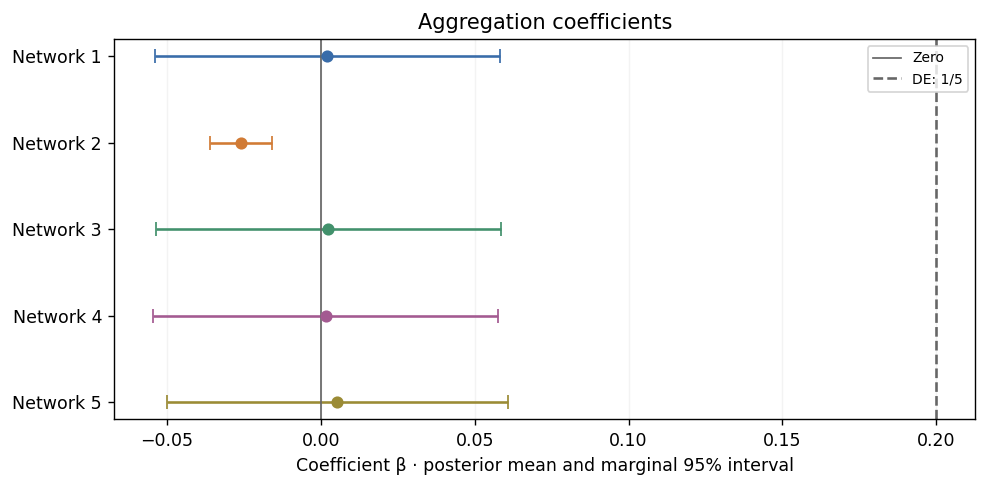 Aggregation coefficients
Network 1
Network 2
Network 3
Network 4
Network 5
Zero
DE: 1/5
−0.05
0.00
0.05
0.10
0.15
0.20
Coefficient β · posterior mean and marginal 95% interval